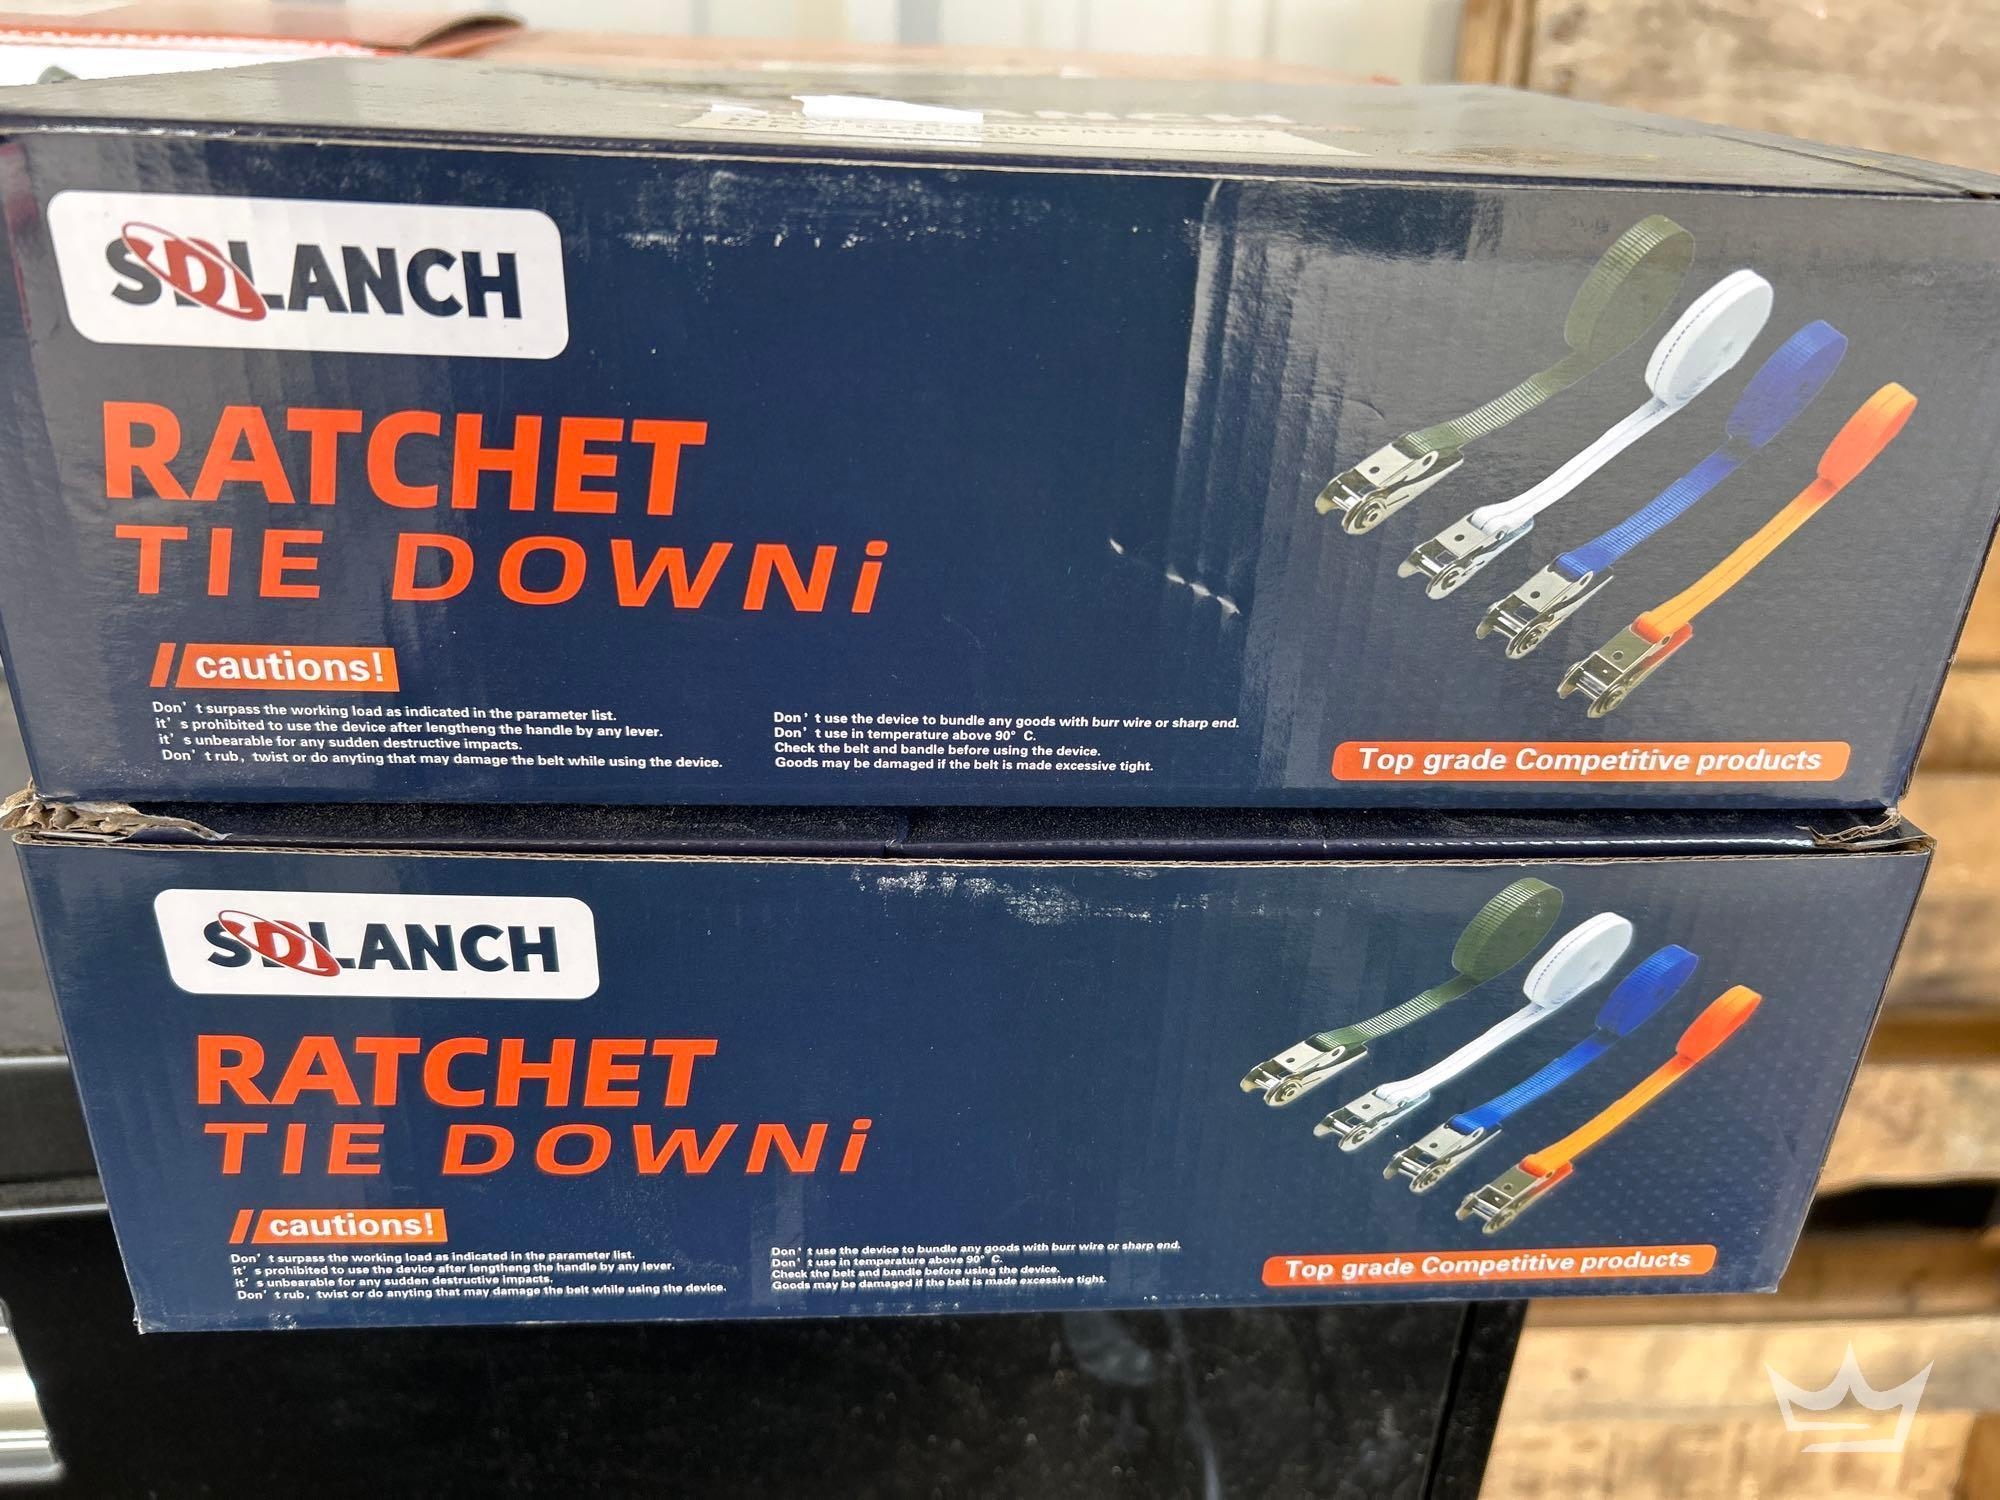 SDLANCH
RATCHET
TIE DOWNi
cautions!
Don't surpass the working load as indicated in the parameter list.
it's prohibited to use the device after lengtheng the handle by any lever.
it's unbearable for any sudden destructive impacts.
Don't rub, twist or do anyting that may damage the belt while using the device.
Don't use the device to bundle any goods with burr wire or sharp end.
Don't use in temperature above 90° C.
Check the belt and bandle before using the device.
Goods may be damaged if the belt is made excessive tight.
Top grade Competitive products
SDLANCH
RATCHET
TIE DOWNi
cautions!
Don't surpass the working load as indicated in the parameter list.
it's prohibited to use the device after lengtheng the handle by any lever.
it's unbearable for any sudden destructive impacts.
Don't rub, twist or do anyting that may damage the belt while using the device.
Don't use the device to bundle any goods with burr wire or sharp end.
Don't use in temperature above 90° C.
Check the belt and bandle before using the device.
Goods may be damaged if the belt is made excessive tight.
Top grade Competitive products